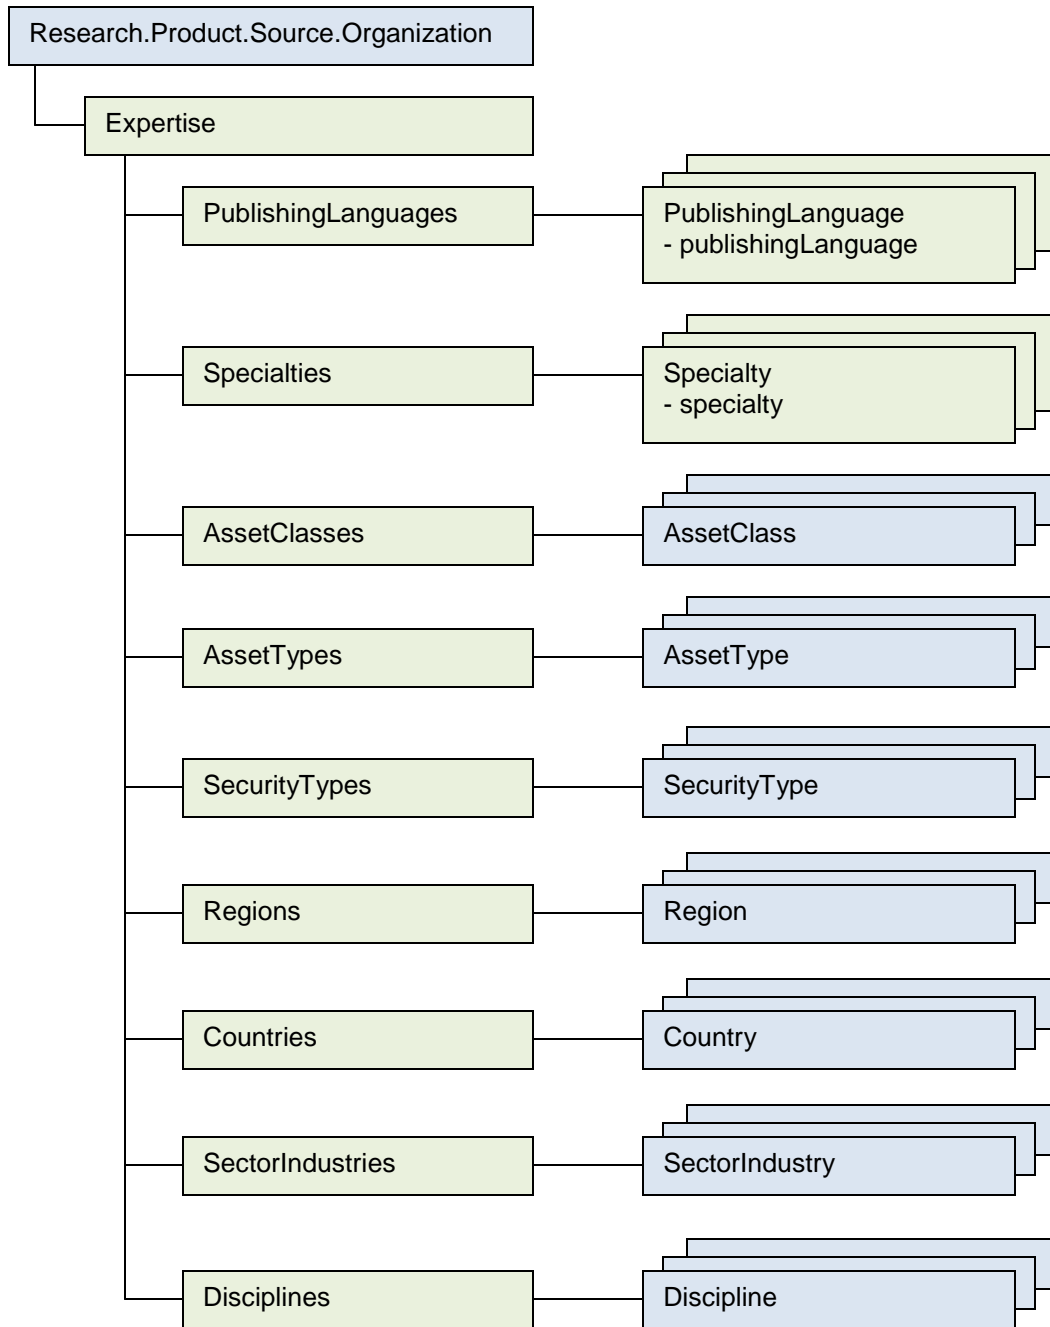 Research.Product.Source.Organization
Expertise
PublishingLanguages
PublishingLanguage
- publishingLanguage
Specialties
Specialty
- specialty
AssetClasses
AssetClass
AssetTypes
AssetType
SecurityTypes
SecurityType
Regions
Region
Countries
Country
SectorIndustries
SectorIndustry
Disciplines
Discipline